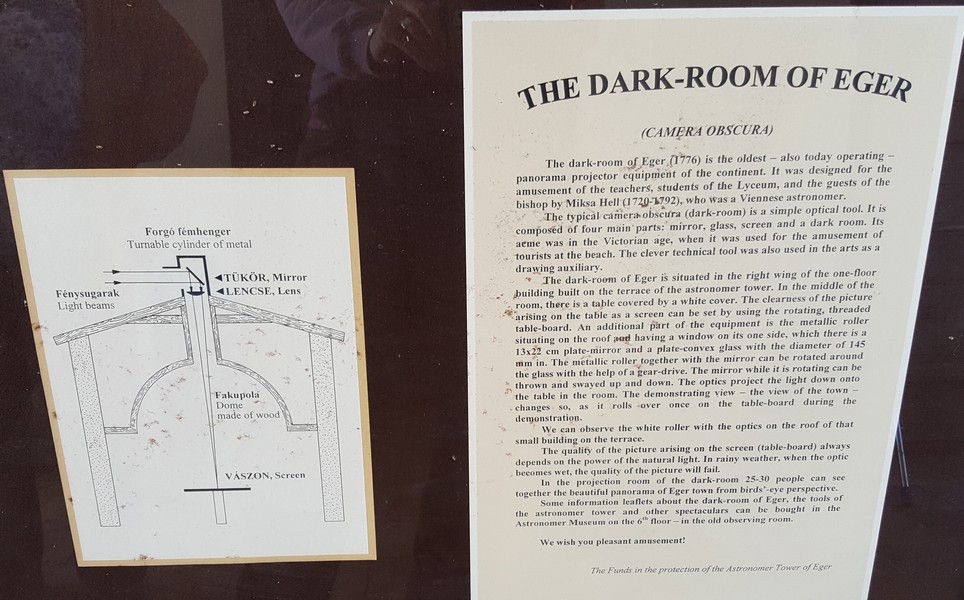 Forgó fémhenger
Turnable cylinder of metal
TÜKÖR, Mirror
LENCSE, Lens
Fénysugarak
Light beams
Fakupola
Dome
made of wood
VÁSZON, Screen
THE DARK-ROOM OF EGER
(CAMERA OBSCURA)
The dark-room of Eger (1776) is the oldest – also today operating –
panorama projector equipment of the continent. It was designed for the
amusement of the teachers, students of the Lyceum, and the guests of the
bishop by Miksa Hell (1720-1792), who was a Viennese astronomer.
The typical camera obscura (dark-room) is a simple optical tool. It is
composed of four main parts: mirror, glass, screen and a dark room. Its
acme was in the Victorian age, when it was used for the amusement of
tourists at the beach. The clever technical tool was also used in the arts as a
drawing auxiliary.
The dark-room of Eger is situated in the right wing of the one-floor
building built on the terrace of the astronomer tower. In the middle of the
room, there is a table covered by a white cover. The clearness of the picture
arising on the table as a screen can be set by using the rotating, threaded
table-board. An additional part of the equipment is the metallic roller
situating on the roof and having a window on its one side, which there is a
13x22 cm plate-mirror and a plate-convex glass with the diameter of 145
mm in. The metallic roller together with the mirror can be rotated around
the glass with the help of a gear-drive. The mirror while it is rotating can be
thrown and swayed up and down. The optics project the light down onto
the table in the room. The demonstrating view – the view of the town –
changes so, as it rolls over once on the table-board during the
demonstration.
We can observe the white roller with the optics on the roof of that
small building on the terrace.
The quality of the picture arising on the screen (table-board) always
depends on the power of the natural light. In rainy weather, when the optic
becomes wet, the quality of the picture will fail.
In the projection room of the dark-room 25-30 people can see
together the beautiful panorama of Eger town from birds'-eye perspective.
Some information leaflets about the dark-room of Eger, the tools of
the astronomer tower and other spectaculars can be bought in the
Astronomer Museum on the 6th floor – in the old observing room.
We wish you pleasant amusement!
The Funds in the protection of the Astronomer Tower of Eger